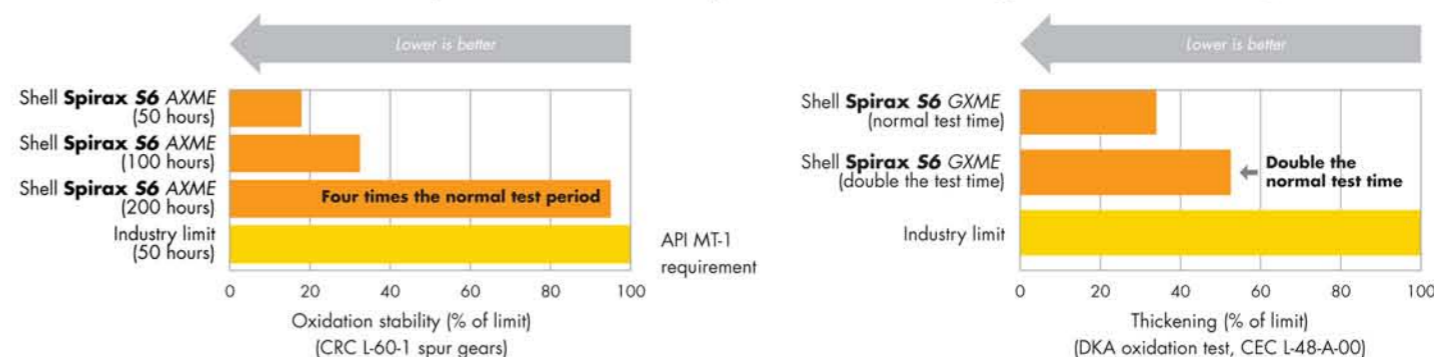 Lower is better
Shell Spirax S6 AXME
(50 hours)
Shell Spirax S6 AXME
(100 hours)
Shell Spirax S6 AXME
(200 hours)
Four times the normal test period
Industry limit
(50 hours)
API MT-1
requirement
0 20 40 60 80 100
Oxidation stability (% of limit)
(CRC L-60-1 spur gears)
Lower is better
Shell Spirax S6 GXME
(normal test time)
Shell Spirax S6 GXME
(double the test time)
Double the
normal test time
Industry limit
0 20 40 60 80 100
Thickening (% of limit)
(DKA oxidation test, CEC L-48-A-00)